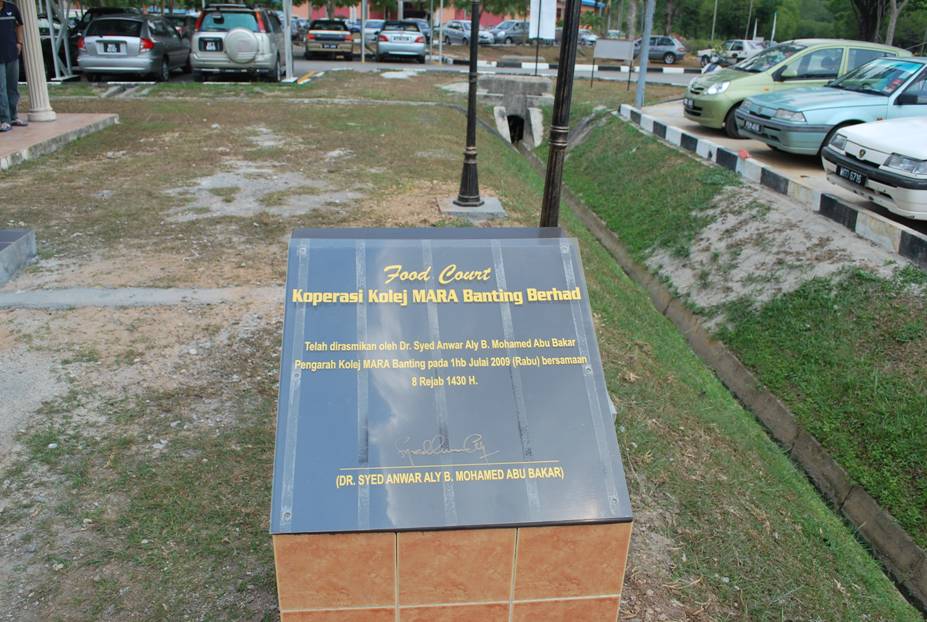 Food Court
Koperasi Kolej MARA Banting Berhad
Telah dirasmikan oleh Dr. Syed Anwar Aly B. Mohamed Abu Bakar
Pengarah Kolej MARA Banting pada 1hb Julai 2009 (Rabu) bersamaan
8 Rejab 1430 H.
(DR. SYED ANWAR ALY B. MOHAMED ABU BAKAR)